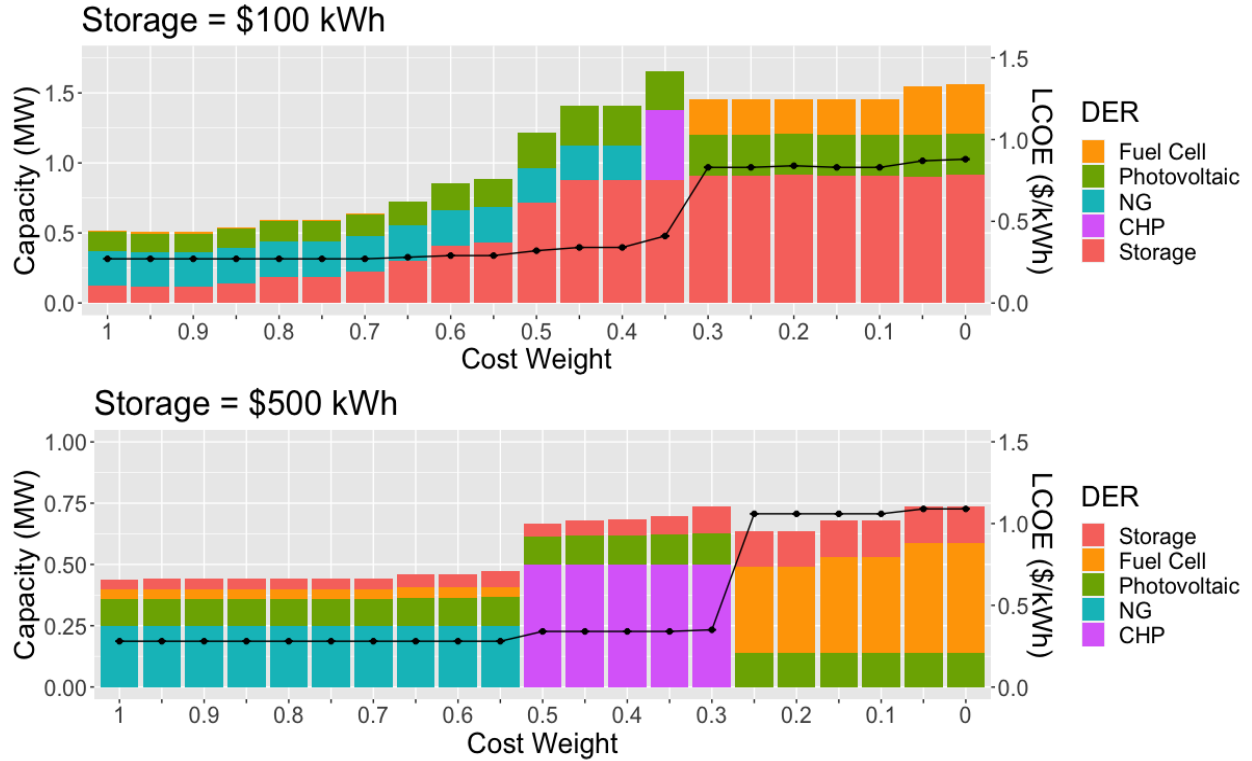 Storage = $100 kWh
Capacity (MW)
1.5
1.0
0.5
0.0
1.5
1.0
0.5
0.0
LCOE ($/kWh)
1 0.9 0.8 0.7 0.6 0.5 0.4 0.3 0.2 0.1 0
Cost Weight
DER
Fuel Cell
Photovoltaic
NG
CHP
Storage
Storage = $500 kWh
Capacity (MW)
1.00
0.75
0.50
0.25
0.00
1.5
1.0
0.5
0.0
LCOE ($/kWh)
1 0.9 0.8 0.7 0.6 0.5 0.4 0.3 0.2 0.1 0
Cost Weight
DER
Storage
Fuel Cell
Photovoltaic
NG
CHP